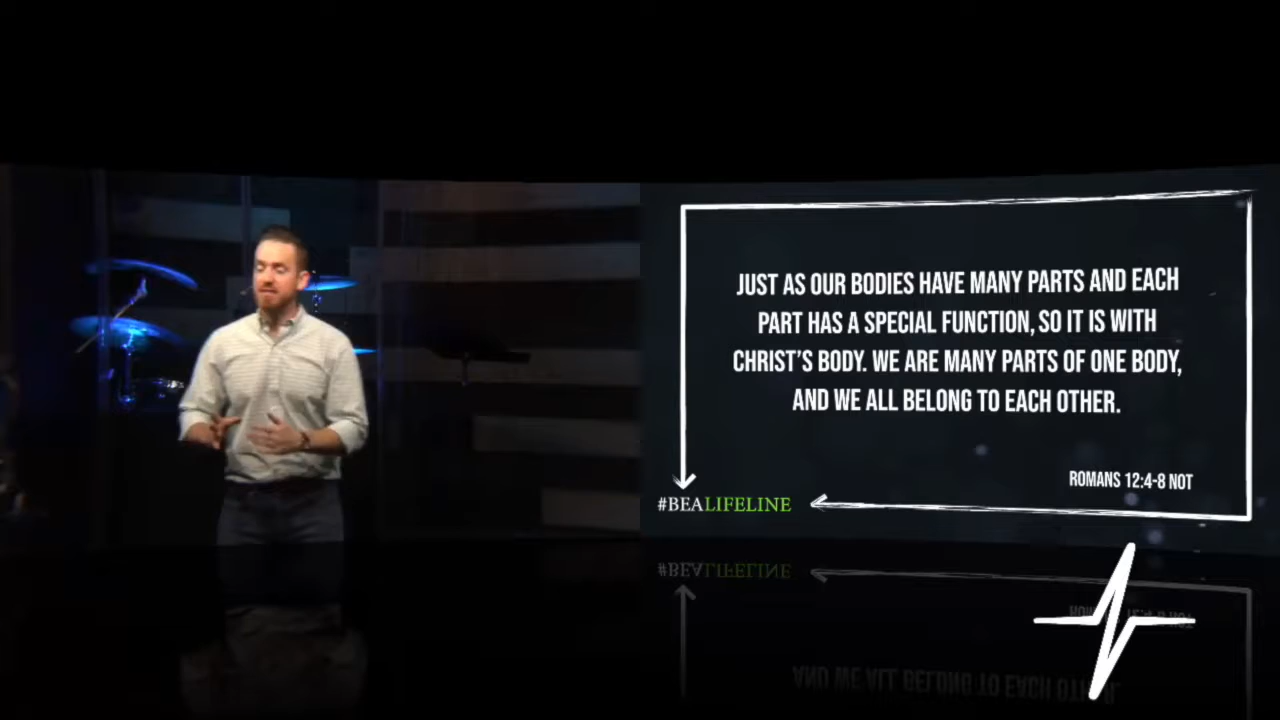 JUST AS OUR BODIES HAVE MANY PARTS AND EACH
PART HAS A SPECIAL FUNCTION, SO IT IS WITH
CHRIST'S BODY. WE ARE MANY PARTS OF ONE BODY,
AND WE ALL BELONG TO EACH OTHER.
ROMANS 12:4-8 NOT
#BEALIFELINE